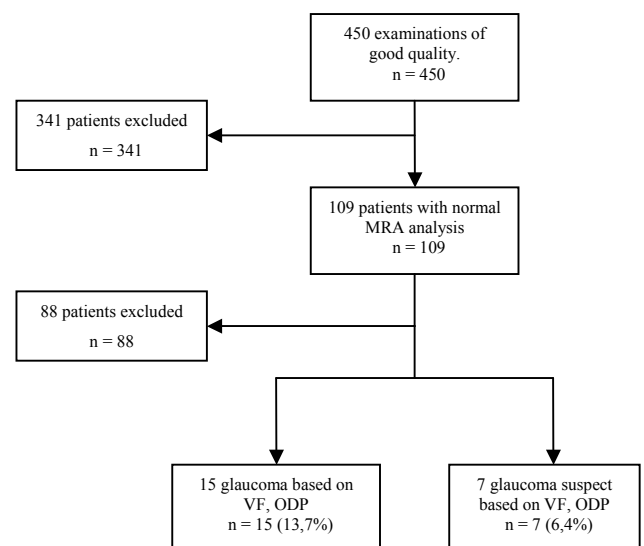 450 examinations of
good quality.
n = 450
341 patients excluded
n = 341
109 patients with normal
MRA analysis
n = 109
88 patients excluded
n = 88
15 glaucoma based on
VF, ODP
n = 15 (13,7%)
7 glaucoma suspect
based on VF, ODP
n = 7 (6,4%)